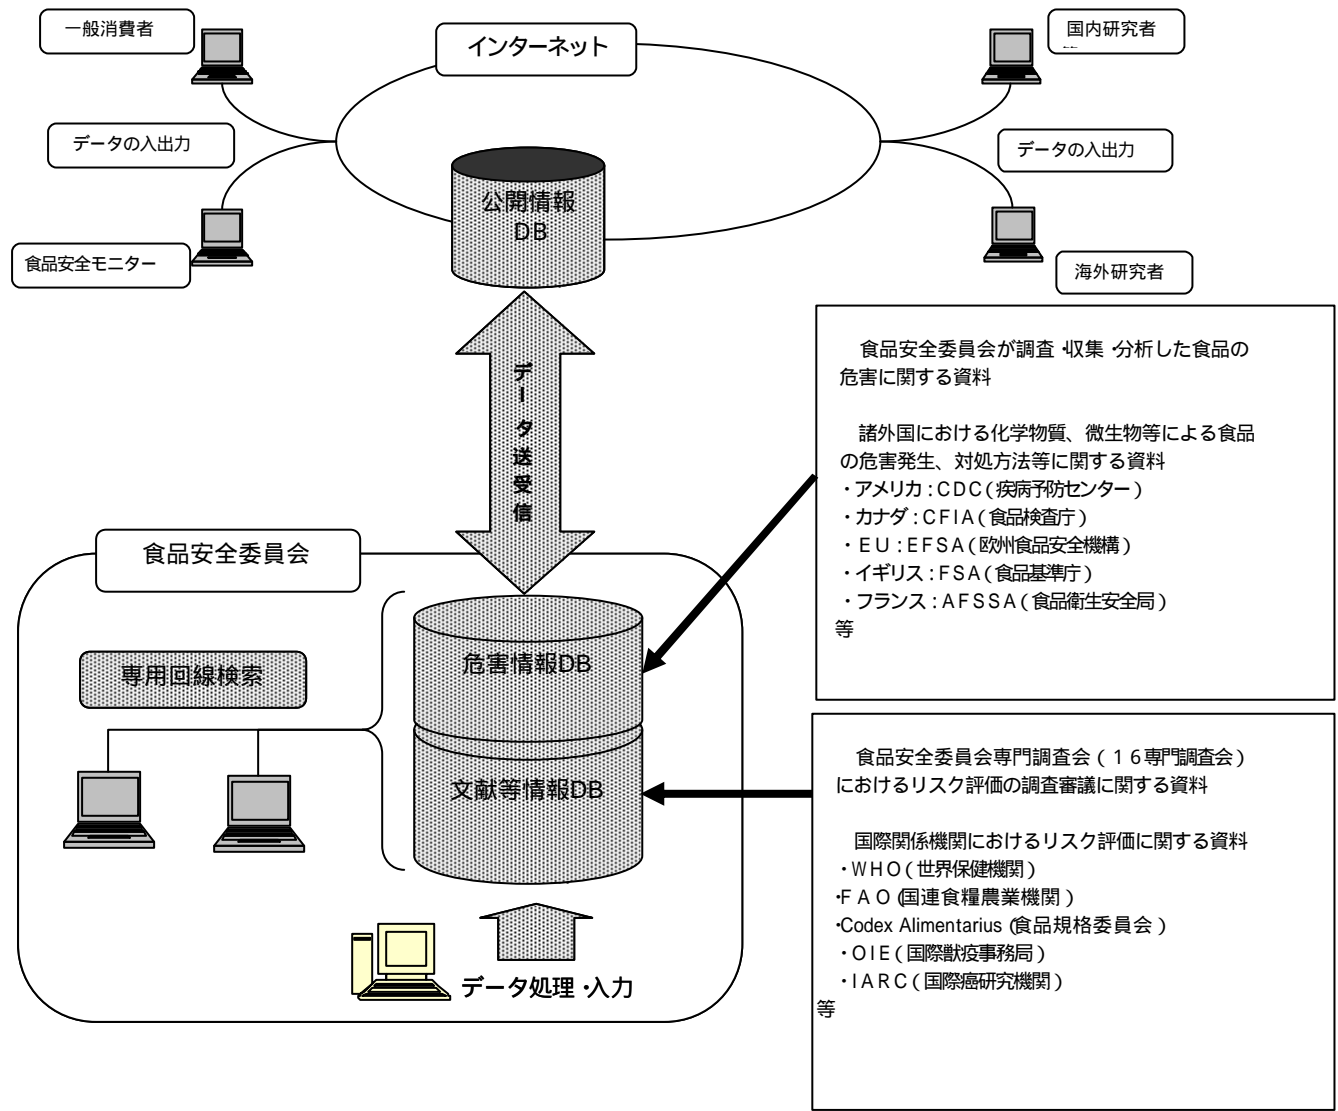 一般消費者
インターネット
国内研究者
データの入出力
データの入出力
公開情報
DB
食品安全モニター
海外研究者
データ送受信
食品安全委員会が調査・収集・分析した食品の
危害に関する資料
諸外国における化学物質、微生物等による食品
の危害発生、対処方法等に関する資料
・アメリカ：CDC（疾病予防センター）
・カナダ：CFIA（食品検査庁）
・ＥＵ：EFSA（欧州食品安全機構）
・イギリス：FSA（食品基準庁）
・フランス：AFSSA（食品衛生安全局）
等
食品安全委員会
専用回線検索
危害情報DB
文献等情報DB
食品安全委員会専門調査会（１６専門調査会）
におけるリスク評価の調査審議に関する資料
国際関係機関におけるリスク評価に関する資料
・WHO（世界保健機関）
・FAO（国連食糧農業機関）
・Codex Alimentarius（食品規格委員会）
・OIE（国際獣疫事務局）
・IARC（国際癌研究機関）
等
データ処理・入力